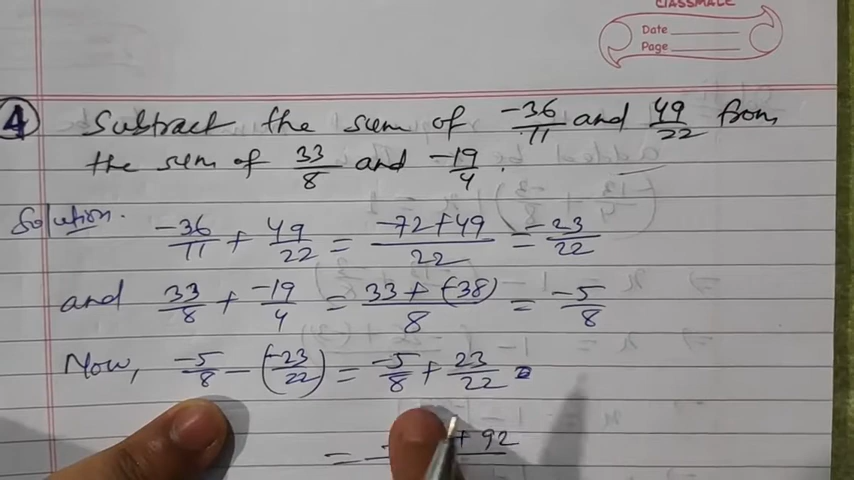 CLASSMATE
Date
Page
4 Subtract the sum of -36/11 and 49/22 from
the sum of 33/8 and -19/4.
Solution. -36/11 + 49/22 = -72+49/22 = -23/22
and 33/8 + -19/4 = 33+(-38)/8 = -5/8
Now, -5/8 - (-23/22) = -5/8 + 23/22 =
= + 92